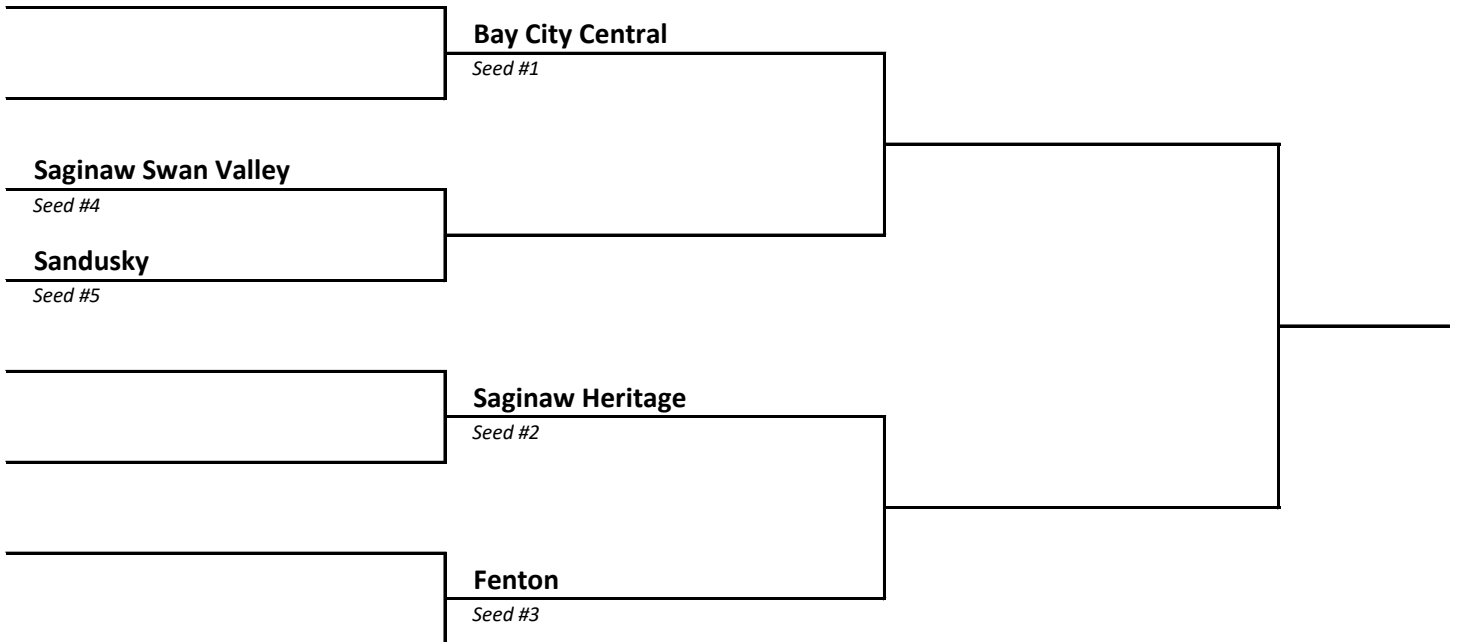 Bay City Central
Seed #1
Saginaw Swan Valley
Seed #4
Sandusky
Seed #5
Saginaw Heritage
Seed #2
Fenton
Seed #3